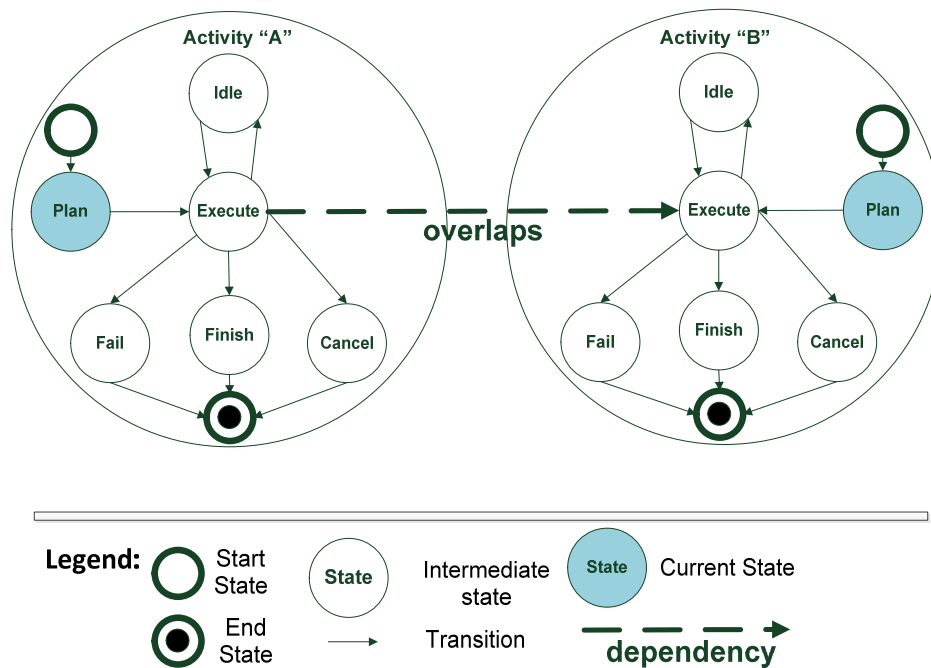 Activity “A”
Activity “B”
Idle
Idle
Plan
Execute
overlaps
Execute
Plan
Fail
Finish
Cancel
Fail
Finish
Cancel
Legend:
Start
State
State
Intermediate
state
State
Current State
End
State
Transition
dependency